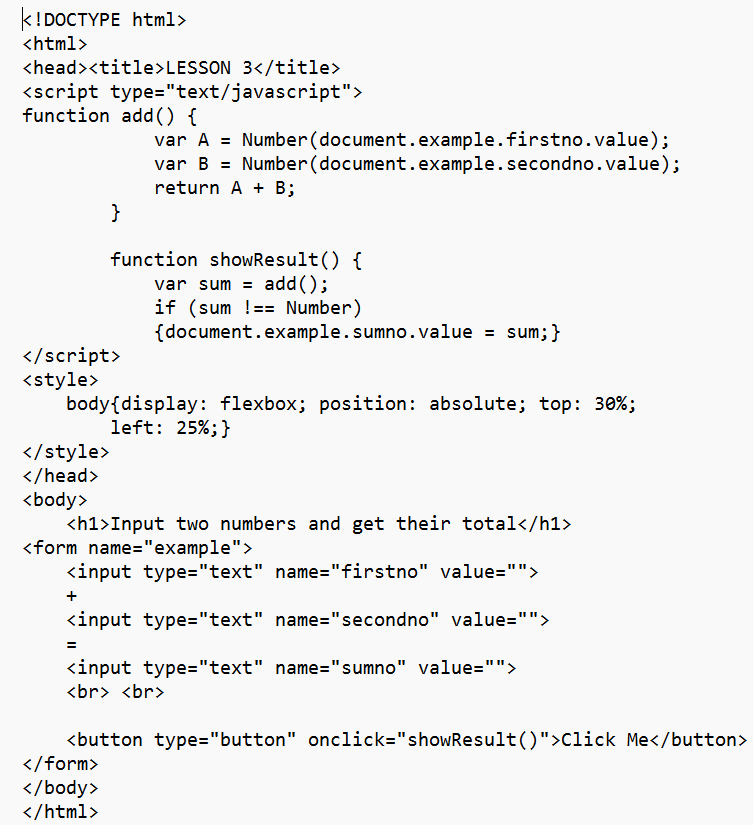 <!DOCTYPE html>
<html>
<head><title>LESSON 3</title>
<script type="text/javascript">
function add() {
            var A = Number(document.example.firstno.value);
            var B = Number(document.example.secondno.value);
            return A + B;
        }

        function showResult() {
            var sum = add();
            if (sum !== Number)
            {document.example.sumno.value = sum;}
</script>
<style>
    body{display: flexbox; position: absolute; top: 30%;
        left: 25%;}
</style>
</head>
<body>
    <h1>Input two numbers and get their total</h1>
<form name="example">
    <input type="text" name="firstno" value="">
    +
    <input type="text" name="secondno" value="">
    =
    <input type="text" name="sumno" value="">
    <br> <br>

    <button type="button" onclick="showResult()">Click Me</button>
</form>
</body>
</html>